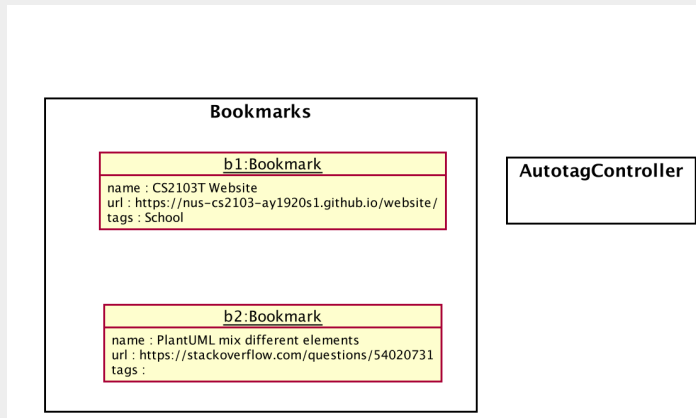 Bookmarks
b1:Bookmark
name : CS2103T Website
url : https://nus-cs2103-ay1920s1.github.io/website/
tags : School
b2:Bookmark
name : PlantUML mix different elements
url : https://stackoverflow.com/questions/54020731
tags :
AutotagController